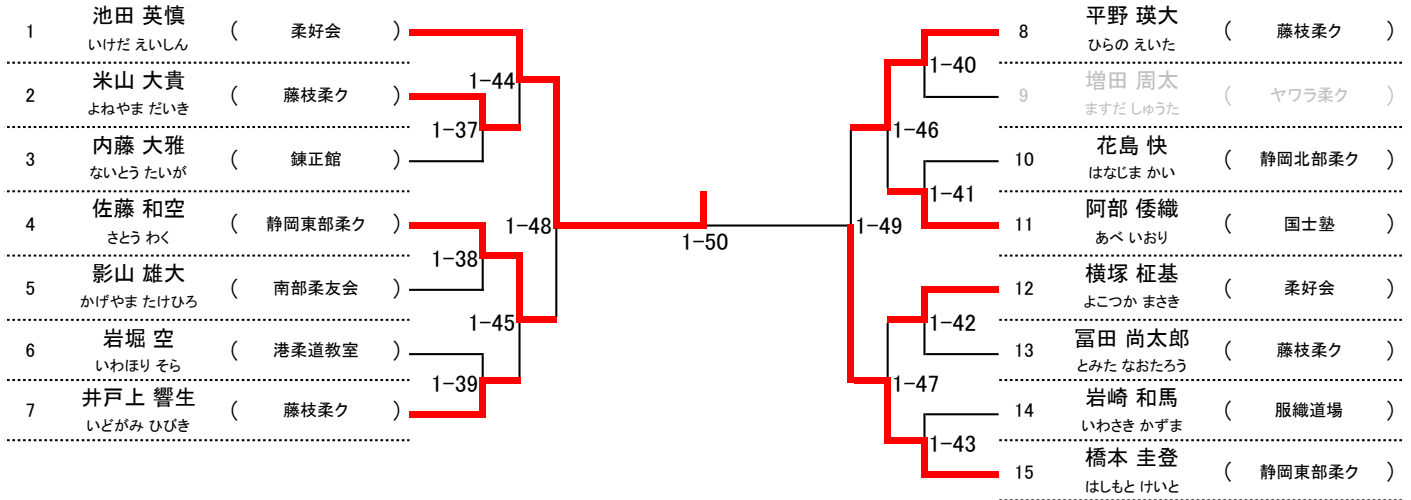 1 池田 英慎 ( 柔好会 )
いけだ えいしん
2 米山 大貴 ( 藤枝柔ク )
よねやま だいき
3 内藤 大雅 ( 錬正館 )
ないとう たいが
4 佐藤 和空 ( 静岡東部柔ク )
さとう わく
5 影山 雄大 ( 南部柔友会 )
かげやま たけひろ
6 岩堀 空 ( 港柔道教室 )
いわほり そら
7 井戸上 響生 ( 藤枝柔ク )
いどがみ ひびき
1-44
1-37
1-48
1-38
1-45
1-39
1-50
1-40
1-46
1-41
1-49
1-42
1-47
1-43
8 平野 瑛大 ( 藤枝柔ク )
ひらの えいた
9 増田 周太 ( ヤワラ柔ク )
ますだ しゅうた
10 花島 快 ( 静岡北部柔ク )
はなじま かい
11 阿部 倭織 ( 国士塾 )
あべ いおり
12 横塚 柾基 ( 柔好会 )
よこつか まさき
13 冨田 尚太郎 ( 藤枝柔ク )
とみた なおたろう
14 岩崎 和馬 ( 服織道場 )
いわさき かずま
15 橋本 圭登 ( 静岡東部柔ク )
はしもと けいと